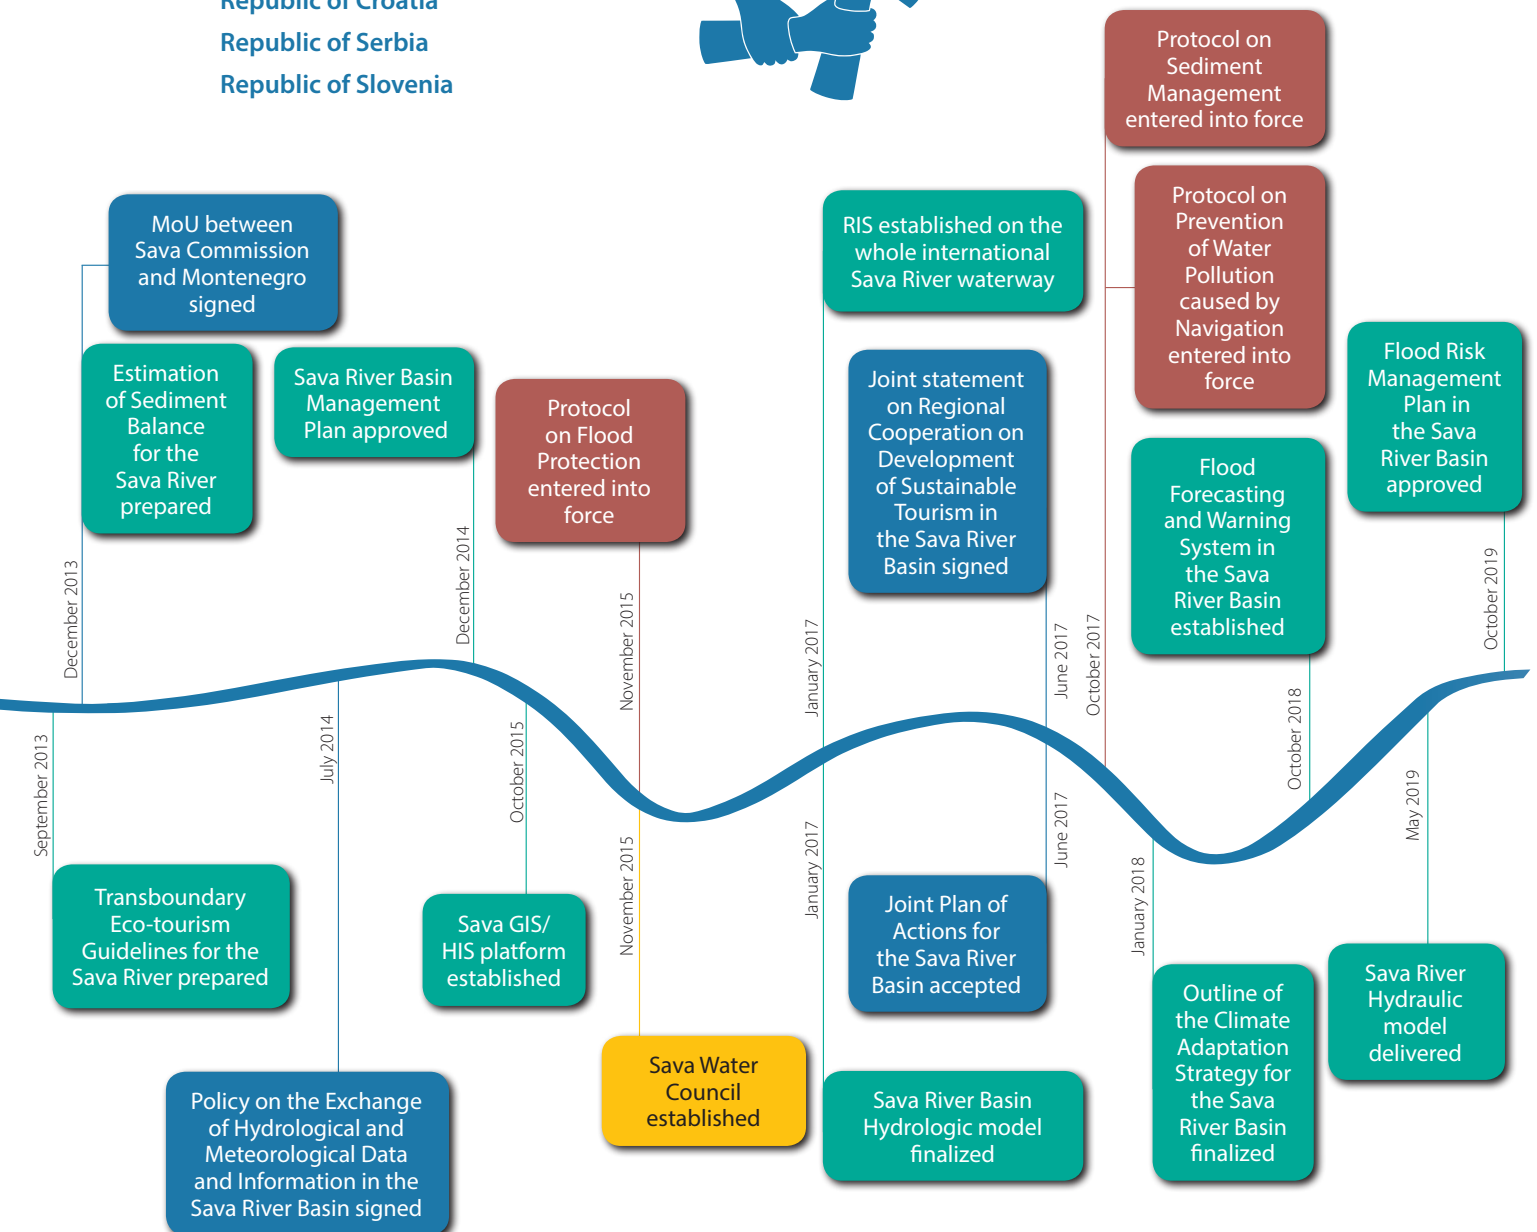 Republic of Croatia
Republic of Serbia
Republic of Slovenia
MoU between
Sava Commission
and Montenegro
signed
Estimation
of Sediment
Balance
for the
Sava River
prepared
December 2013
Sava River Basin
Management
Plan approved
December 2014
Protocol
on Flood
Protection
entered into
force
November 2015
RIS established on the
whole international
Sava River waterway
January 2017
Joint statement
on Regional
Cooperation on
Development
of Sustainable
Tourism in
the Sava River
Basin signed
June 2017
Protocol on
Sediment
Management
entered into force
Protocol on
Prevention
of Water
Pollution
caused by
Navigation
entered into
force
October 2017
Flood
Forecasting
and Warning
System in
the Sava
River Basin
established
October 2018
Flood Risk
Management
Plan in
the Sava
River Basin
approved
October 2019
September 2013
Transboundary
Eco-tourism
Guidelines for the
Sava River prepared
July 2014
Policy on the Exchange
of Hydrological and
Meteorological Data
and Information in the
Sava River Basin signed
October 2015
Sava GIS/
HIS platform
established
November 2015
Sava Water
Council
established
January 2017
Sava River Basin
Hydrologic model
finalized
June 2017
Joint Plan of
Actions for
the Sava River
Basin accepted
January 2018
Outline of
the Climate
Adaptation
Strategy for
the Sava
River Basin
finalized
May 2019
Sava River
Hydraulic
model
delivered